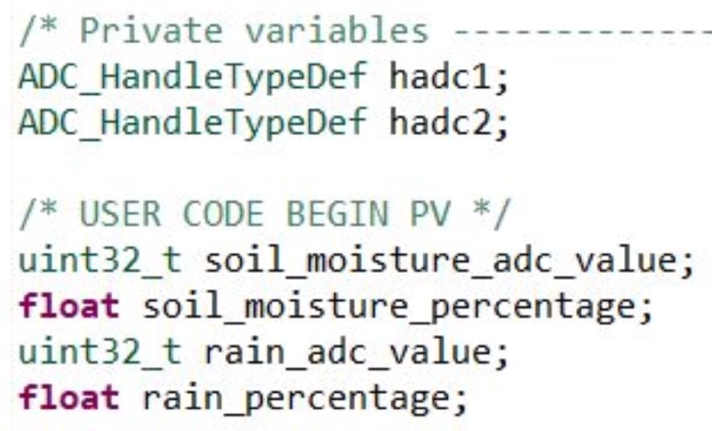 /* Private variables -------------
ADC_HandleTypeDef hadc1;
ADC_HandleTypeDef hadc2;
/* USER CODE BEGIN PV */
uint32_t soil_moisture_adc_value;
float soil_moisture_percentage;
uint32_t rain_adc_value;
float rain_percentage;